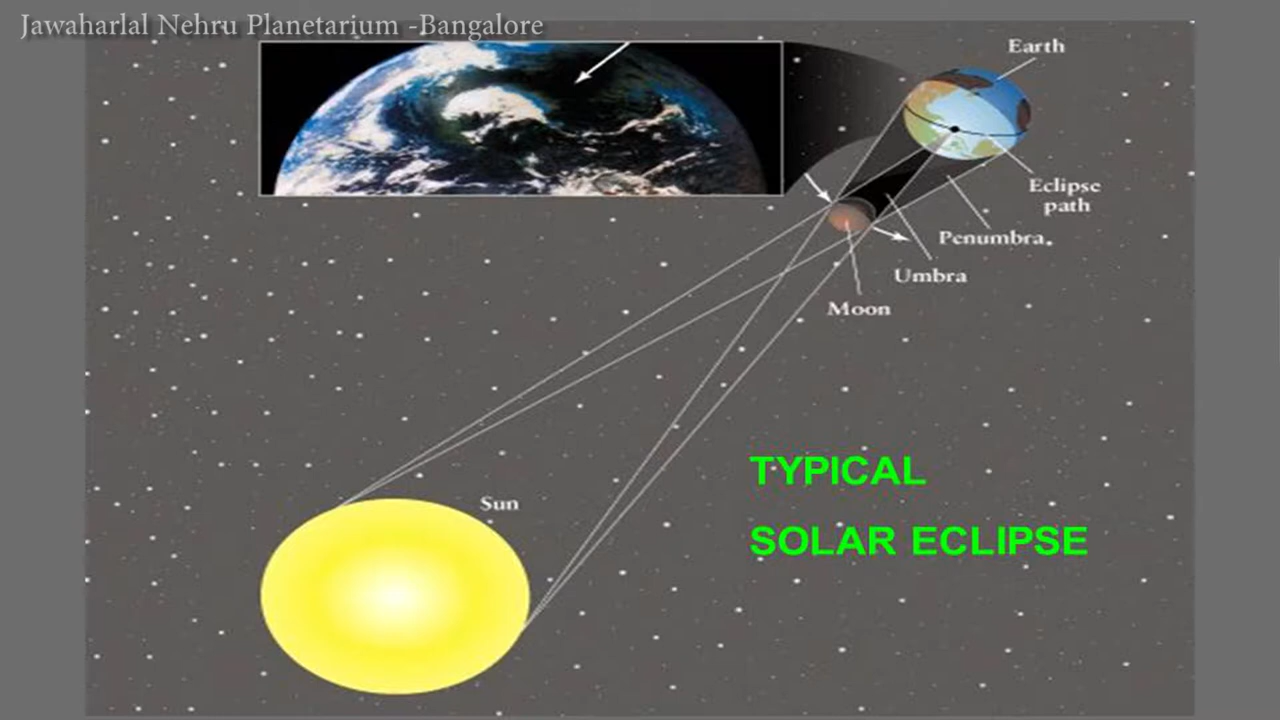 Jawaharlal Nehru Planetarium -Bangalore
Earth
Eclipse
path
Penumbra
Umbra
Moon
Sun
TYPICAL
SOLAR ECLIPSE